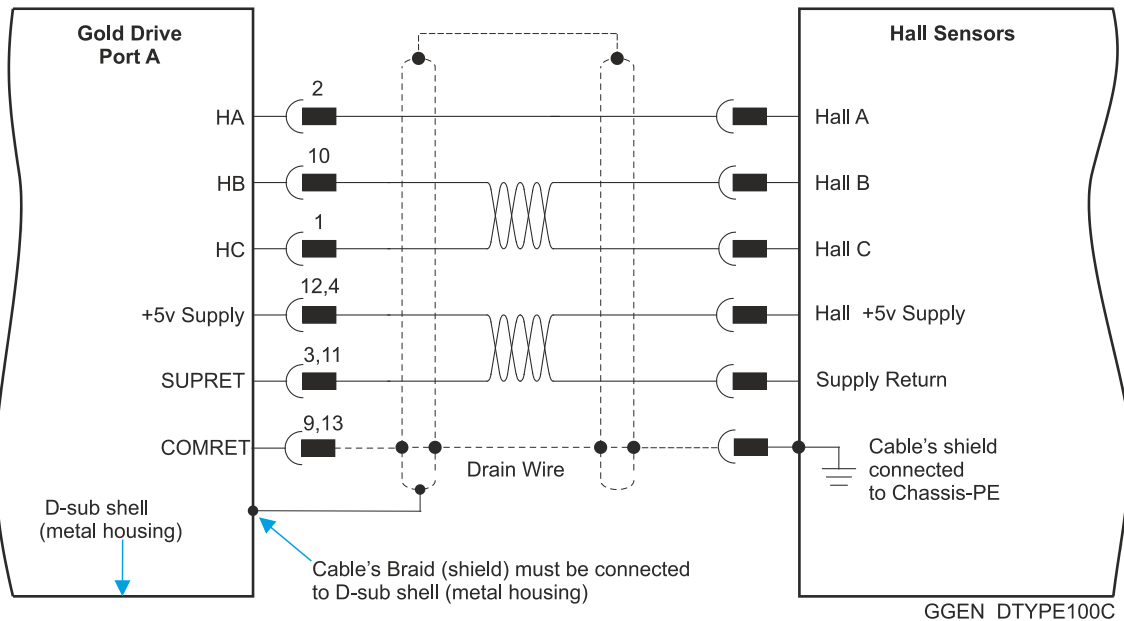 Gold Drive
Port A
Hall Sensors
2
HA
Hall A
10
HB
Hall B
1
HC
Hall C
12,4
+5v Supply
Hall +5v Supply
3,11
SUPRET
Supply Return
9,13
COMRET
Drain Wire
Cable's shield
connected
to Chassis-PE
D-sub shell
(metal housing)
Cable's Braid (shield) must be connected
to D-sub shell (metal housing)
GGEN_DTYPE100C